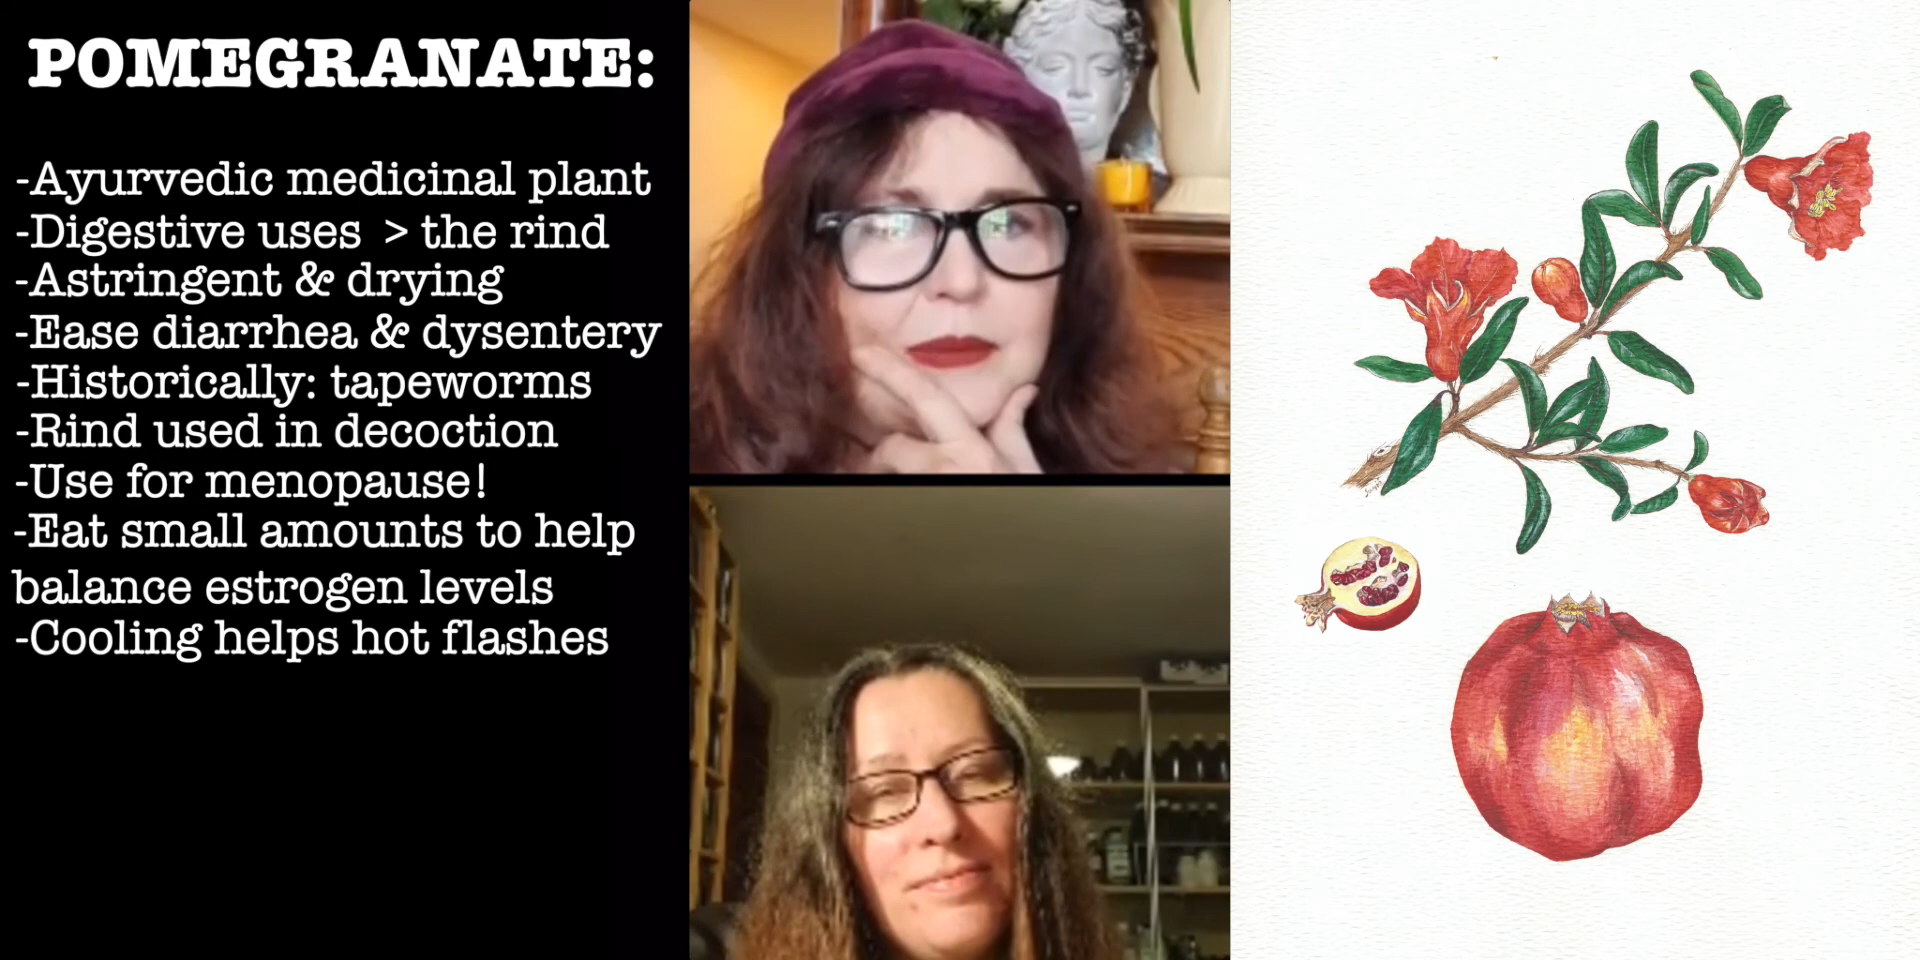 POMEGRANATE:
-Ayurvedic medicinal plant
-Digestive uses > the rind
-Astringent & drying
-Ease diarrhea & dysentery
-Historically: tapeworms
-Rind used in decoction
-Use for menopause!
-Eat small amounts to help
balance estrogen levels
-Cooling helps hot flashes